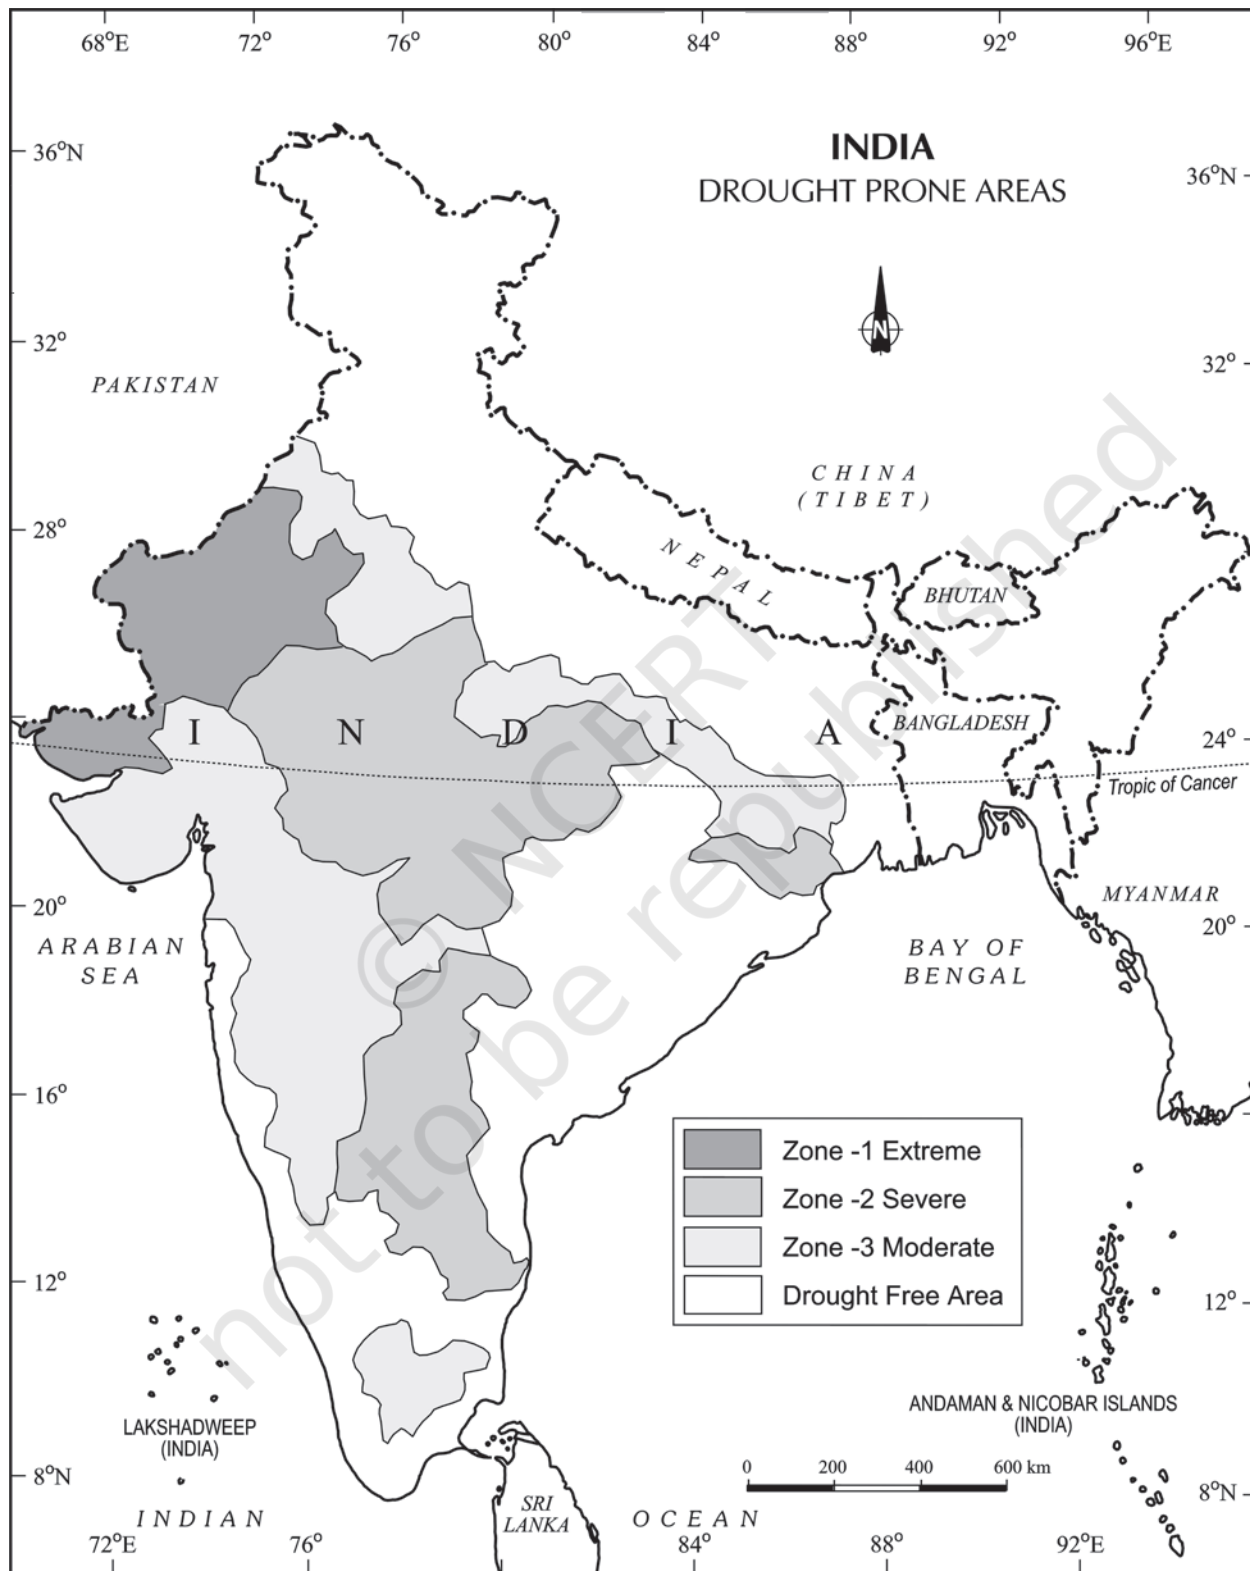 68°E 72° 76° 80° 84° 88° 92° 96°E
INDIA
DROUGHT PRONE AREAS
36°N
36°N
N
32°
32°
PAKISTAN
CHINA
(TIBET)
28°
NEPAL
BHUTAN
I N D I A
BANGLADESH
24°
Tropic of Cancer
MYANMAR
20°
20°
ARABIAN
SEA
BAY OF
BENGAL
16°
Zone -1 Extreme
Zone -2 Severe
Zone -3 Moderate
Drought Free Area
12°
12°
LAKSHADWEEP
(INDIA)
ANDAMAN & NICOBAR ISLANDS
(INDIA)
0 200 400 600 km
8°N
8°N
SRI
LANKA
INDIAN OCEAN
72°E 76° 84° 88° 92°E
© NCERT
not to be republished